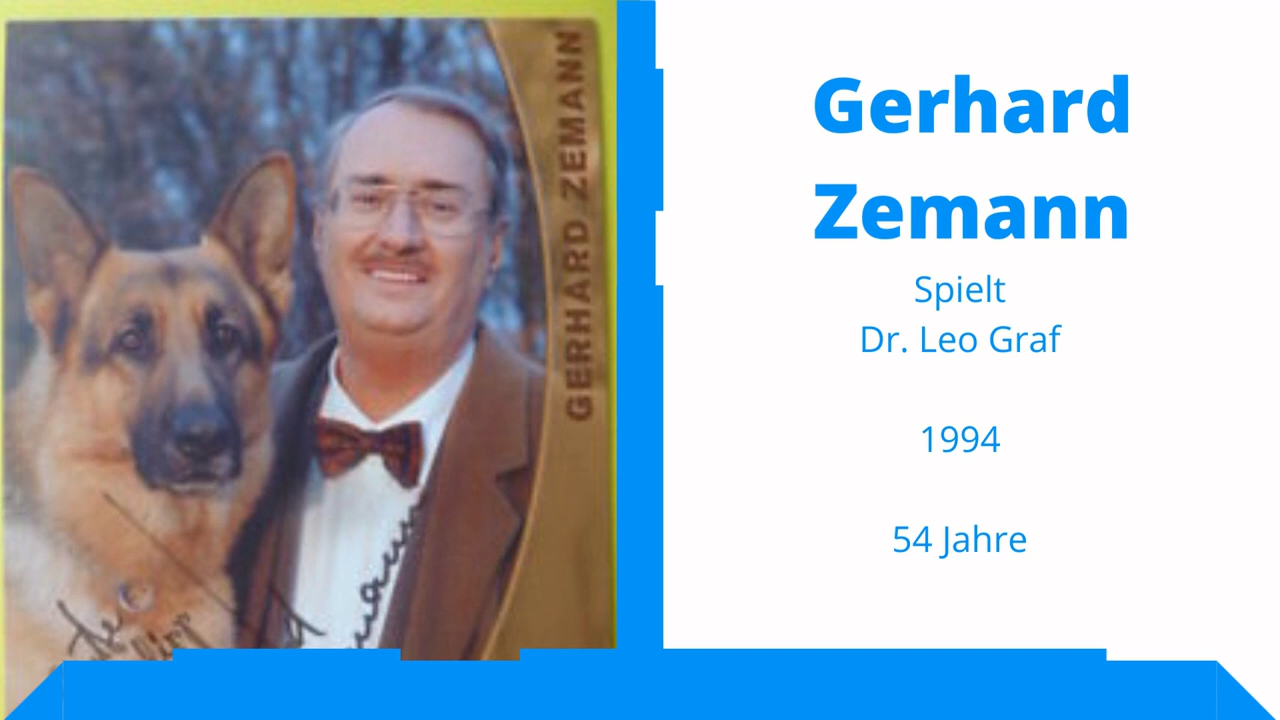 GERHARD ZEMANN
Gerhard
Zemann
Spielt
Dr. Leo Graf
1994
54 Jahre